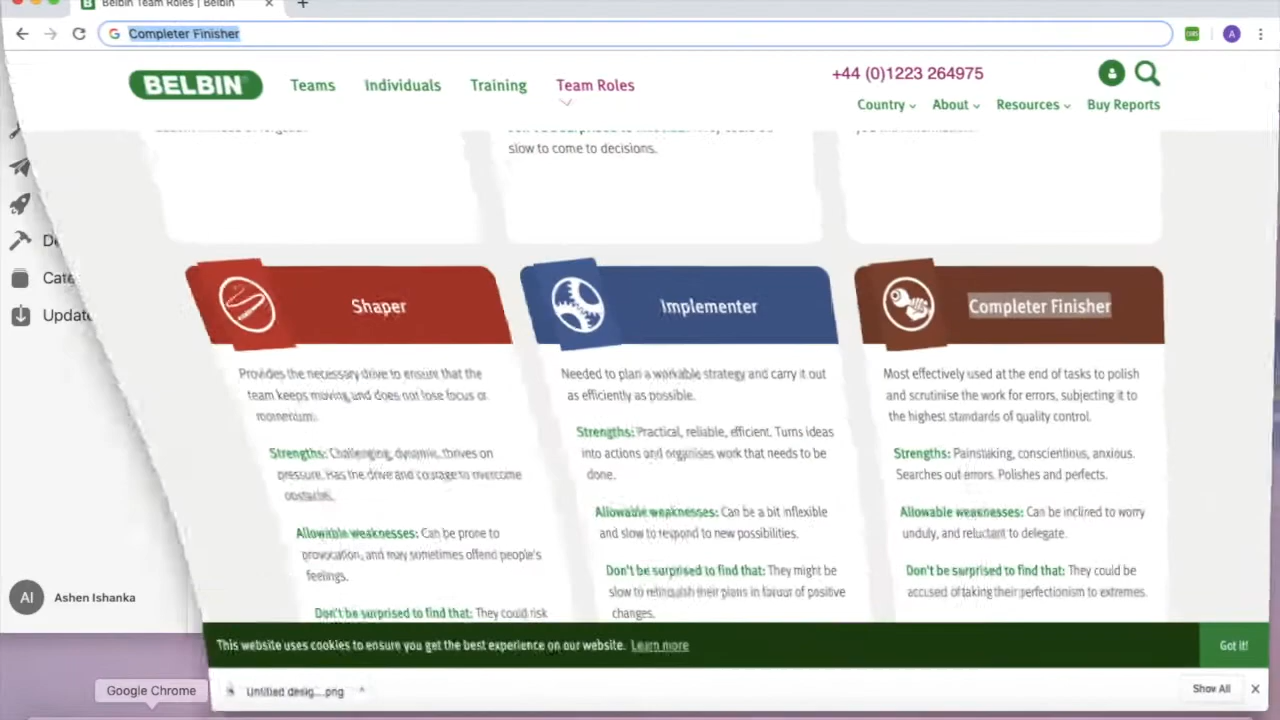 Belbin Team Roles | Belbin
Completer Finisher
A
BELBIN
Teams Individuals Training Team Roles
+44 (0)1223 264975
Country About Resources Buy Reports
slow to come to decisions.
Cate
Update
AI Ashen Ishanka
Shaper
Provides the necessary drive to ensure that the
team keeps moving and does not lose focus or
momentum.
Strengths: Challenging, dynamic, thrives on
pressure. Has the drive and courage to overcome
obstacles.
Allowable weaknesses: Can be prone to
provocation, and may sometimes offend people's
feelings.
Don't be surprised to find that: They could risk
Implementer
Needed to plan a workable strategy and carry it out
as efficiently as possible.
Strengths: Practical, reliable, efficient. Turns ideas
into actions and organises work that needs to be
done.
Allowable weaknesses: Can be a bit inflexible
and slow to respond to new possibilities.
Don't be surprised to find that: They might be
slow to relinquish their plans in favour of positive
changes.
Completer Finisher
Most effectively used at the end of tasks to polish
and scrutinise the work for errors, subjecting it to
the highest standards of quality control.
Strengths: Painstaking, conscientious, anxious.
Searches out errors. Polishes and perfects.
Allowable weaknesses: Can be inclined to worry
unduly, and reluctant to delegate.
Don't be surprised to find that: They could be
accused of taking their perfectionism to extremes.
This website uses cookies to ensure you get the best experience on our website. Learn more
Got it!
Google Chrome
Untitled desig....png
Show All